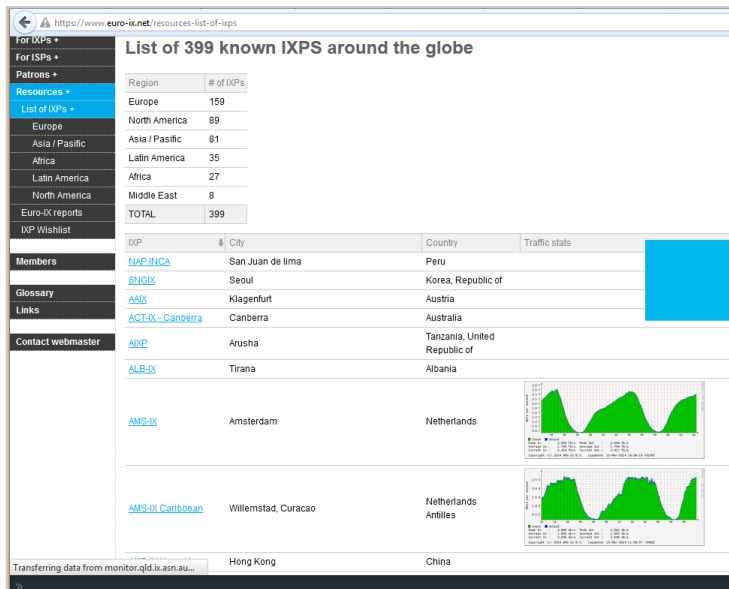 https://www.euro-ix.net/resources-list-of-ixps
For IXPs +
For ISPs +
Patrons +
Resources +
List of IXPs +
Europe
Asia / Pasific
Africa
Latin America
North America
Euro-IX reports
IXP Wishlist
Members
Glossary
Links
Contact webmaster
List of 399 known IXPS around the globe
Region # of IXPs
Europe 159
North America 89
Asia / Pasific 81
Latin America 35
Africa 27
Middle East 8
TOTAL 399
IXP City Country Traffic stats
NAP INCA San Juan de lima Peru
6NGIX Seoul Korea, Republic of
AAIX Klagenfurt Austria
ACT-IX - Canberra Canberra Australia
AIXP Arusha Tanzania, United
Republic of
ALB-IX Tirana Albania
AMS-IX Amsterdam Netherlands
AMS-IX Caribbean Willemstad, Curacao Netherlands
Antilles
Hong Kong China
Transferring data from monitor.qld.ix.asn.au...